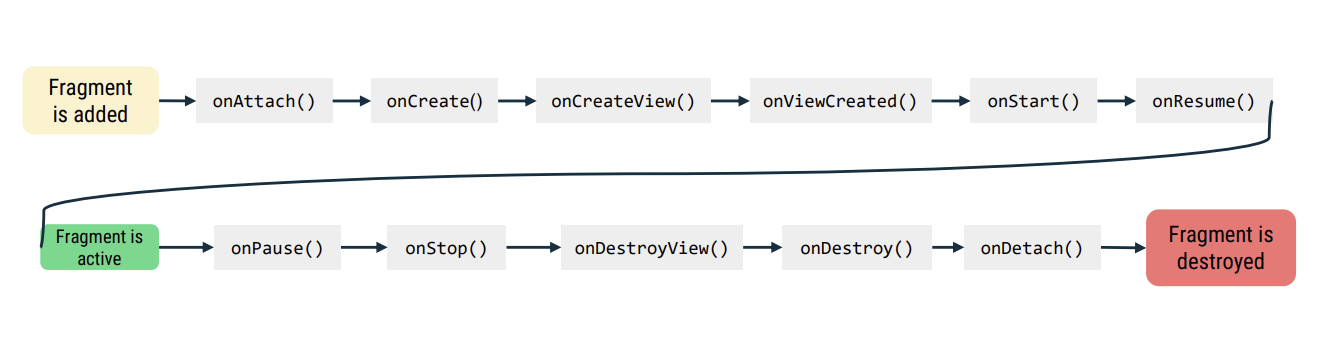 Fragment
is added
onAttach()
onCreate()
onCreateView()
onViewCreated()
onStart()
onResume()
Fragment is
active
onPause()
onStop()
onDestroyView()
onDestroy()
onDetach()
Fragment is
destroyed